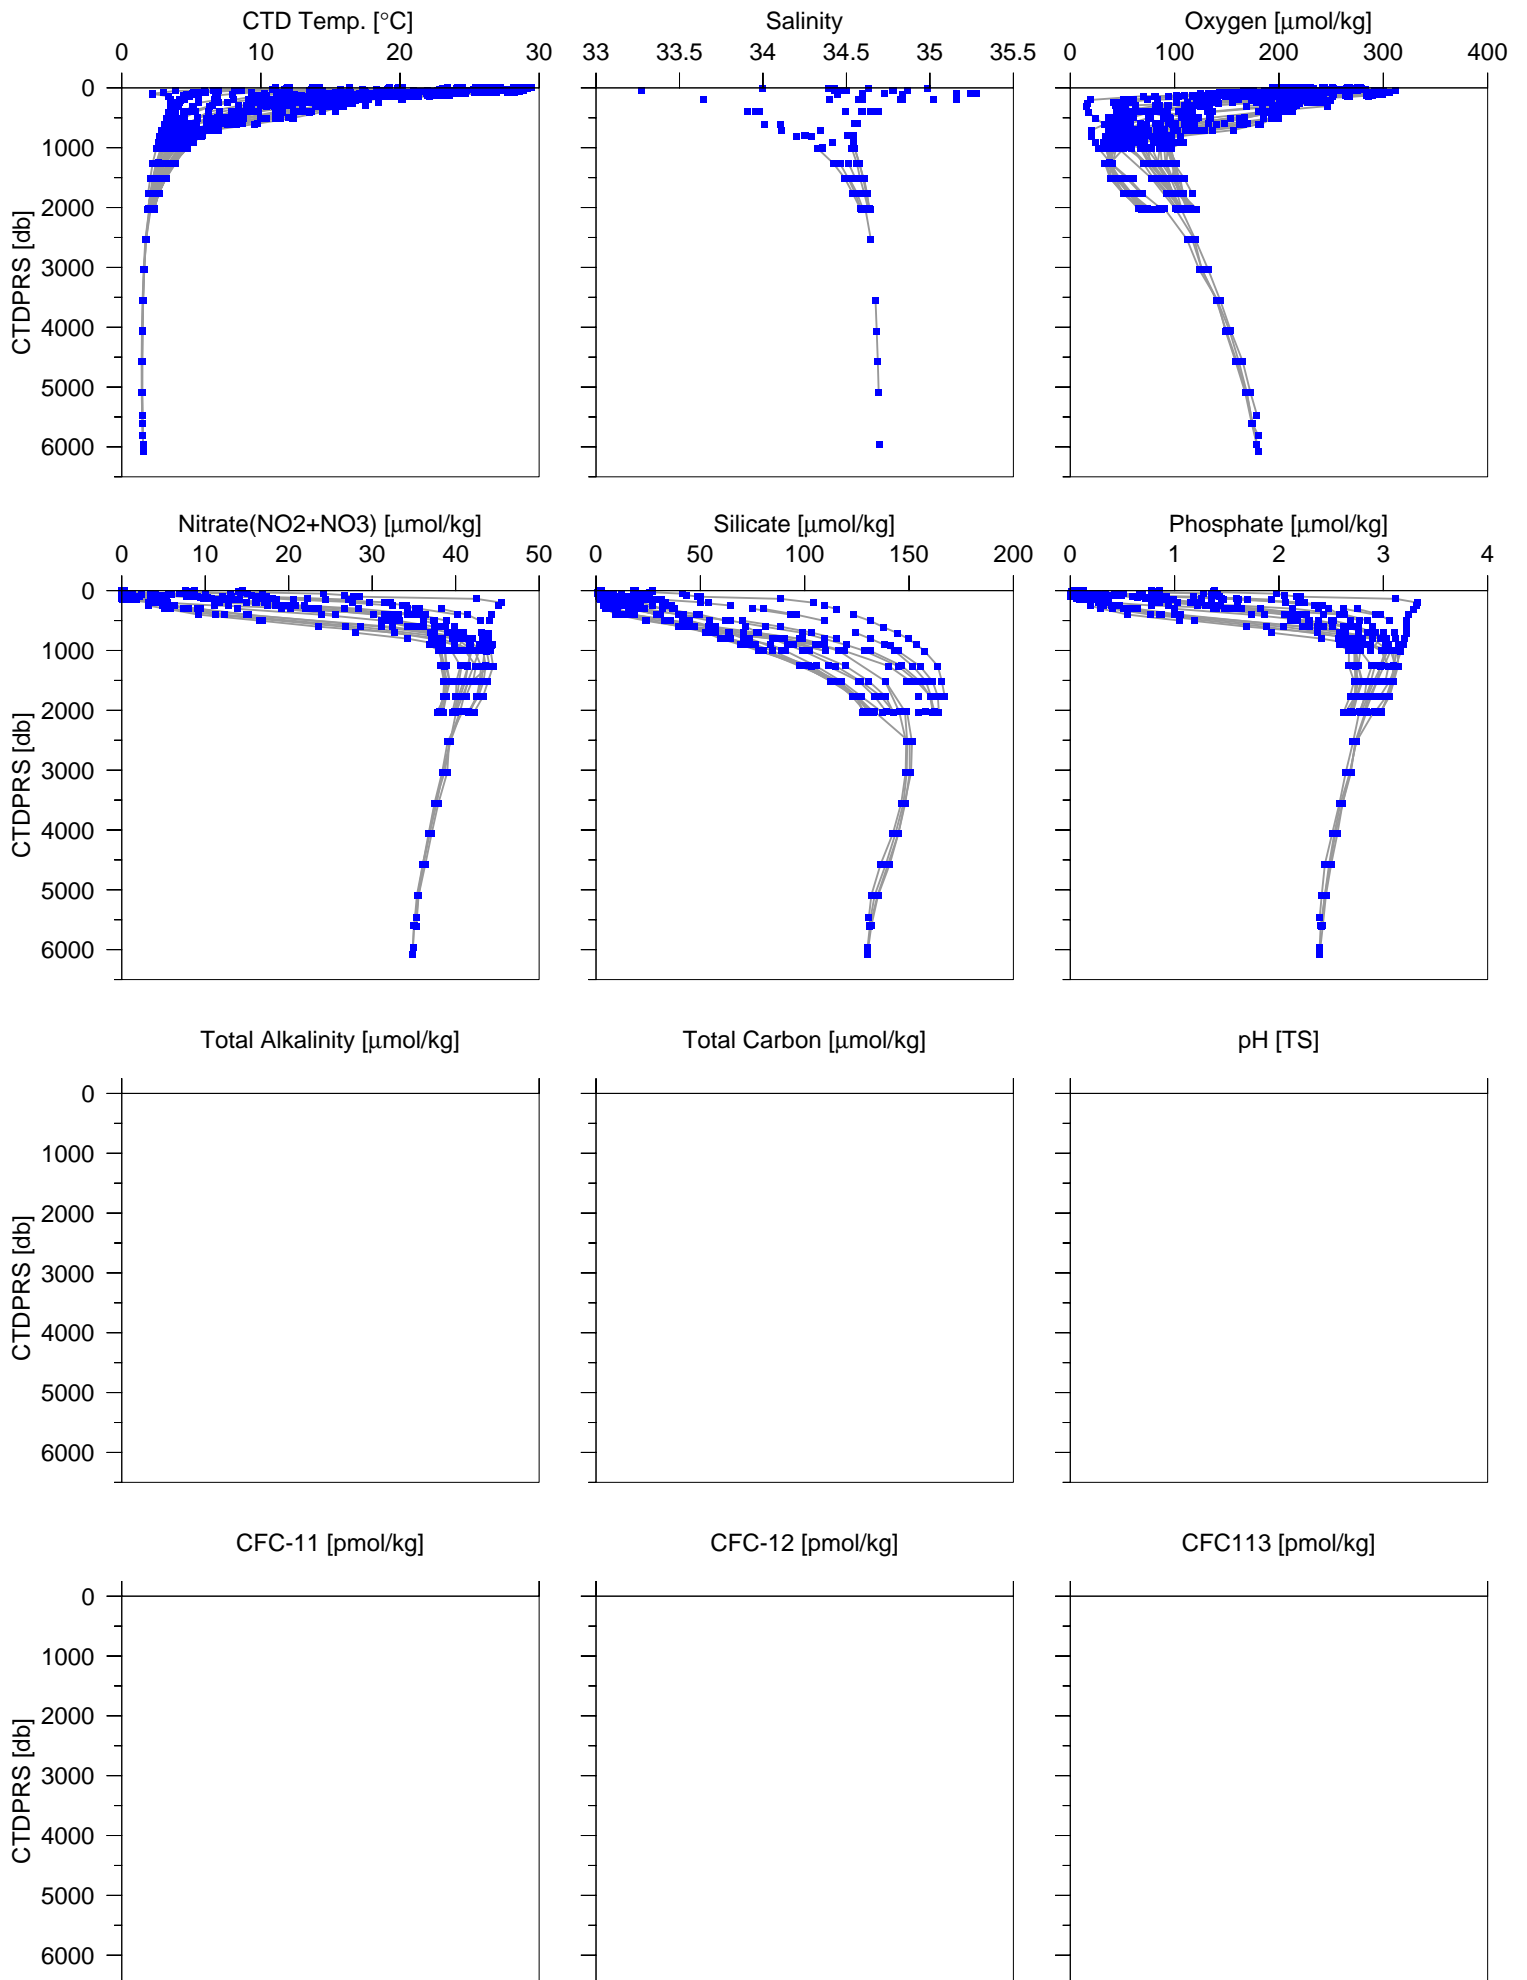 CTD Temp. [°C] Salinity Oxygen [µmol/kg]
0 10 20 30 33 33.5 34 34.5 35 35.5 0 100 200 300 400
0
1000
2000
3000
4000
5000
6000
CTDPRS [db]
Nitrate(NO2+NO3) [µmol/kg] Silicate [µmol/kg] Phosphate [µmol/kg]
0 10 20 30 40 50 0 50 100 150 200 0 1 2 3 4
0
1000
2000
3000
4000
5000
6000
CTDPRS [db]
Total Alkalinity [µmol/kg] Total Carbon [µmol/kg] pH [TS]
0
1000
2000
3000
4000
5000
6000
CTDPRS [db]
CFC-11 [pmol/kg] CFC-12 [pmol/kg] CFC113 [pmol/kg]
0
1000
2000
3000
4000
5000
6000
CTDPRS [db]